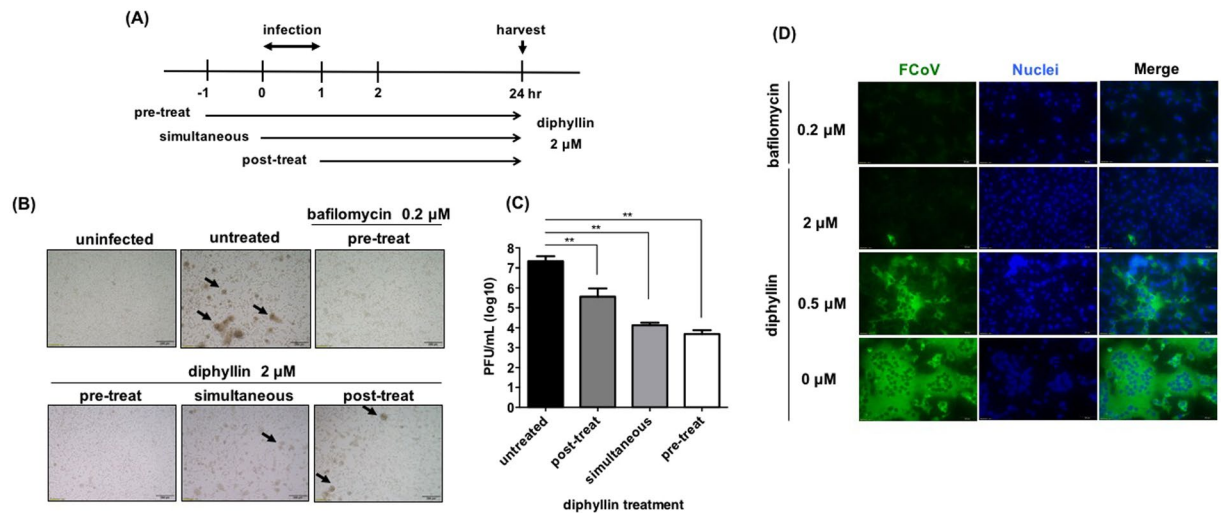 (A)
infection
harvest
-1 0 1 2 24 hr
pre-treat
simultaneous
post-treat
diphyllin
2 µM
(B)
bafilomycin 0.2 µM
uninfected untreated pre-treat
diphyllin 2 µM
pre-treat simultaneous post-treat
(C)
**
**
**
PFU/mL (log10)
8
7
6
5
4
3
2
1
0
untreated
post-treat
simultaneous
pre-treat
diphyllin treatment
(D)
FCoV Nuclei Merge
bafilomycin
0.2 µM
diphyllin
2 µM
0.5 µM
0 µM